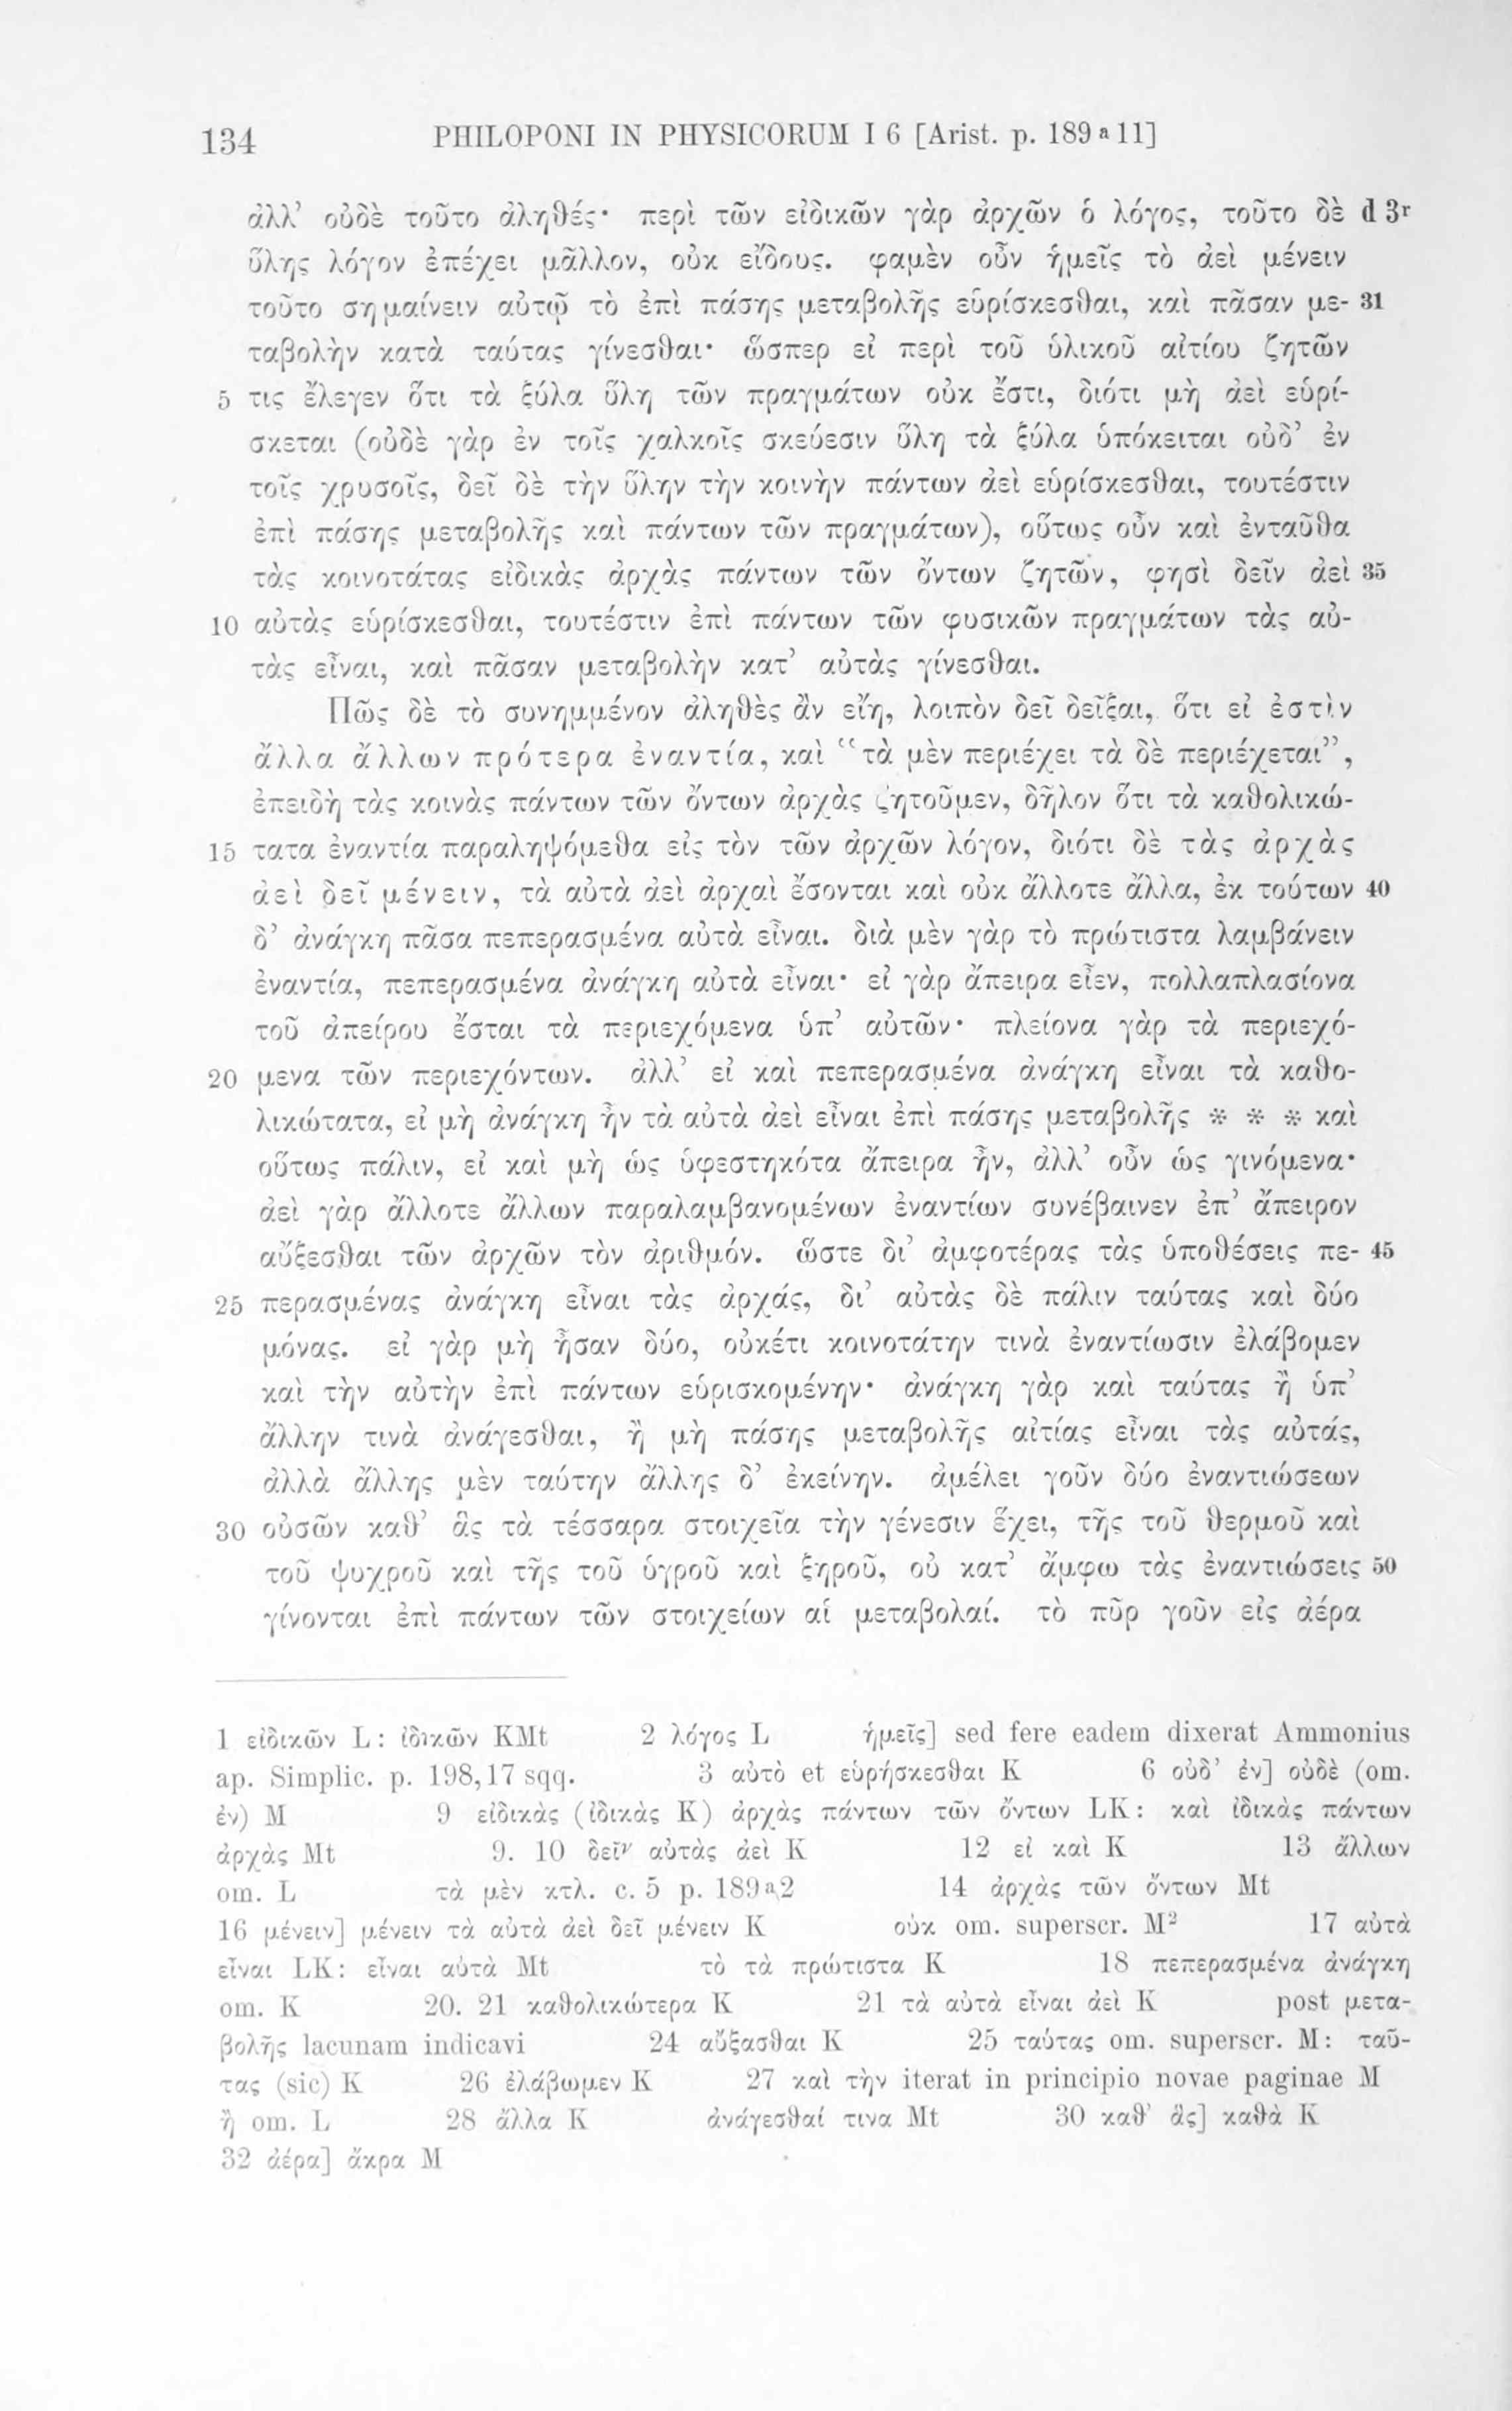 134 PHILOPONI IN PHYSICORUM I 6 [Arist. p. 189 a 11]
ἀλλ’ οὐδὲ τοῦτο ἀληθές· περὶ τῶν εἰδικῶν γὰρ ἀρχῶν ὁ λόγος, τοῦτο δὲ d 3r
ὕλης λόγον ἐπέχει μᾶλλον, οὐκ εἴδους. φαμὲν οὖν ἡμεῖς τὸ ἀεὶ μένειν
τοῦτο σημαίνειν αὐτῷ τὸ ἐπὶ πάσης μεταβολῆς εὑρίσκεσθαι, καὶ πᾶσαν με- 31
ταβολὴν κατὰ ταύτας γίνεσθαι· ὥσπερ εἰ περὶ τοῦ ὑλικοῦ αἰτίου ζητῶν
5 τις ἔλεγεν ὅτι τὰ ξύλα ὕλη τῶν πραγμάτων οὐκ ἔστι, διότι μὴ ἀεὶ εὑρί-
σκεται (οὐδὲ γὰρ ἐν τοῖς χαλκοῖς σκεύεσιν ὕλη τὰ ξύλα ὑπόκειται οὐδ’ ἐν
τοῖς χρυσοῖς, δεῖ δὲ τὴν ὕλην τὴν κοινὴν πάντων ἀεὶ εὑρίσκεσθαι, τουτέστιν
ἐπὶ πάσης μεταβολῆς καὶ πάντων τῶν πραγμάτων), οὕτως οὖν καὶ ἐνταῦθα
τὰς κοινοτάτας εἰδικὰς ἀρχὰς πάντων τῶν ὄντων ζητῶν, φησὶ δεῖν ἀεὶ 35
10 αὐτὰς εὑρίσκεσθαι, τουτέστιν ἐπὶ πάντων τῶν φυσικῶν πραγμάτων τὰς αὐ-
τὰς εἶναι, καὶ πᾶσαν μεταβολὴν κατ’ αὐτὰς γίνεσθαι.
Πῶς δὲ τὸ συνημμένον ἀληθὲς ἂν εἴη, λοιπὸν δεῖ δεῖξαι, ὅτι εἰ ἐστὶν
ἄλλα ἄλλων πρότερα ἐναντία, καὶ “τὰ μὲν περιέχει τὰ δὲ περιέχεται”,
ἐπειδὴ τὰς κοινὰς πάντων τῶν ὄντων ἀρχὰς ζητοῦμεν, δῆλον ὅτι τὰ καθολικώ-
15 τατα ἐναντία παραληψόμεθα εἰς τὸν τῶν ἀρχῶν λόγον, διότι δὲ τὰς ἀρχὰς
ἀεὶ δεῖ μένειν, τὰ αὐτὰ ἀεὶ ἀρχαὶ ἔσονται καὶ οὐκ ἄλλοτε ἄλλα, ἐκ τούτων 40
δ’ ἀνάγκη πᾶσα πεπερασμένα αὐτὰ εἶναι. διὰ μὲν γὰρ τὸ πρώτιστα λαμβάνειν
ἐναντία, πεπερασμένα ἀνάγκη αὐτὰ εἶναι· εἰ γὰρ ἄπειρα εἶεν, πολλαπλασίονα
τοῦ ἀπείρου ἔσται τὰ περιεχόμενα ὑπ’ αὐτῶν· πλείονα γὰρ τὰ περιεχό-
20 μενα τῶν περιεχόντων. ἀλλ’ εἰ καὶ πεπερασμένα ἀνάγκη εἶναι τὰ καθο-
λικώτατα, εἰ μὴ ἀνάγκη ἦν τὰ αὐτὰ ἀεὶ εἶναι ἐπὶ πάσης μεταβολῆς * * * καὶ
οὕτως πάλιν, εἰ καὶ μὴ ὡς ὑφεστηκότα ἄπειρα ἦν, ἀλλ’ οὖν ὡς γινόμενα·
ἀεὶ γὰρ ἄλλοτε ἄλλων παραλαμβανομένων ἐναντίων συνέβαινεν ἐπ’ ἄπειρον
αὔξεσθαι τῶν ἀρχῶν τὸν ἀριθμόν. ὥστε δι’ ἀμφοτέρας τὰς ὑποθέσεις πε- 45
25 περασμένας ἀνάγκη εἶναι τὰς ἀρχάς, δι’ αὐτὰς δὲ πάλιν ταύτας καὶ δύο
μόνας. εἰ γὰρ μὴ ἦσαν δύο, οὐκέτι κοινοτάτην τινὰ ἐναντίωσιν ἐλάβομεν
καὶ τὴν αὐτὴν ἐπὶ πάντων εὑρισκομένην· ἀνάγκη γὰρ καὶ ταύτας ἢ ὑπ’
ἄλλην τινὰ ἀνάγεσθαι, ἢ μὴ πάσης μεταβολῆς αἰτίας εἶναι τὰς αὐτάς,
ἀλλὰ ἄλλης μὲν ταύτην ἄλλης δ’ ἐκείνην. ἀμέλει γοῦν δύο ἐναντιώσεων
30 οὐσῶν καθ’ ἃς τὰ τέσσαρα στοιχεῖα τὴν γένεσιν ἔχει, τῆς τοῦ θερμοῦ καὶ
τοῦ ψυχροῦ καὶ τῆς τοῦ ὑγροῦ καὶ ξηροῦ, οὐ κατ’ ἄμφω τὰς ἐναντιώσεις 50
γίνονται ἐπὶ πάντων τῶν στοιχείων αἱ μεταβολαί. τὸ πῦρ γοῦν εἰς ἀέρα
1 εἰδικῶν L: ἰδικῶν KMt 2 λόγος L ἡμεῖς] sed fere eadem dixerat Ammonius
ap. Simplic. p. 198,17 sqq. 3 αὐτὸ et εὑρήσκεσθαι K 6 οὐδ’ ἐν] οὐδὲ (om.
ἐν) M 9 εἰδικὰς (ἰδικὰς K) ἀρχὰς πάντων τῶν ὄντων LK: καὶ ἰδικὰς πάντων
ἀρχὰς Mt 9. 10 δεῖν αὐτὰς ἀεὶ K 12 εἰ καὶ K 13 ἄλλων
om. L τὰ μὲν κτλ. c. 5 p. 189 a 2 14 ἀρχὰς τῶν ὄντων Mt
16 μένειν] μένειν τὰ αὐτὰ ἀεὶ δεῖ μένειν K οὐκ om. superscr. M² 17 αὐτὰ
εἶναι LK: εἶναι αὐτὰ Mt τὸ τὰ πρώτιστα K 18 πεπερασμένα ἀνάγκη
om. K 20. 21 καθολικώτερα K 21 τὰ αὐτὰ εἶναι ἀεὶ K post μετα-
βολῆς lacunam indicavi 24 αὔξασθαι K 25 ταύτας om. superscr. M: ταῦ-
τας (sic) K 26 ἐλάβωμεν K 27 καὶ τὴν iterat in principio novae paginae M
ἢ om. L 28 ἄλλα K ἀνάγεσθαί τινα Mt 30 καθ’ ἃς] καθὰ K
32 ἀέρα] ἄκρα M